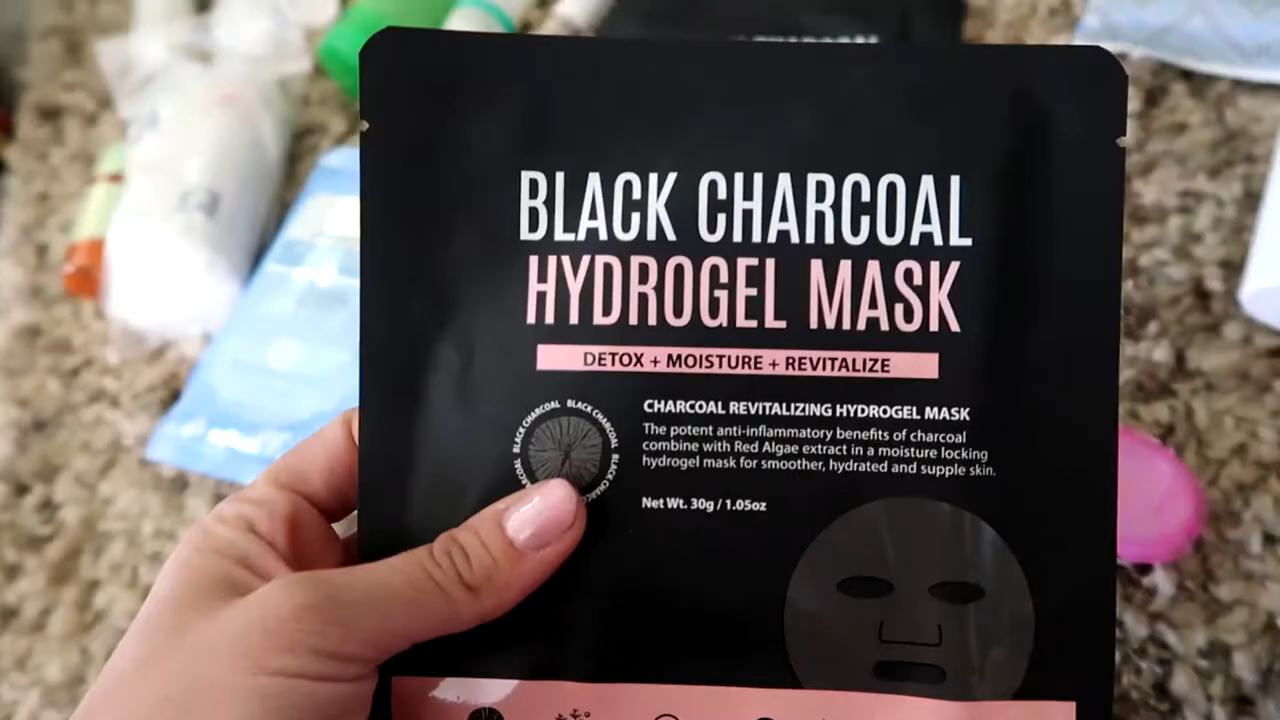 BLACK CHARCOAL
HYDROGEL MASK
DETOX + MOISTURE + REVITALIZE
BLACK CHARCOAL BLACK CHARCOAL BLACK CHARCOAL
CHARCOAL REVITALIZING HYDROGEL MASK
The potent anti-inflammatory benefits of charcoal
combine with Red Algae extract in a moisture locking
hydrogel mask for smoother, hydrated and supple skin.
Net Wt. 30g / 1.05oz